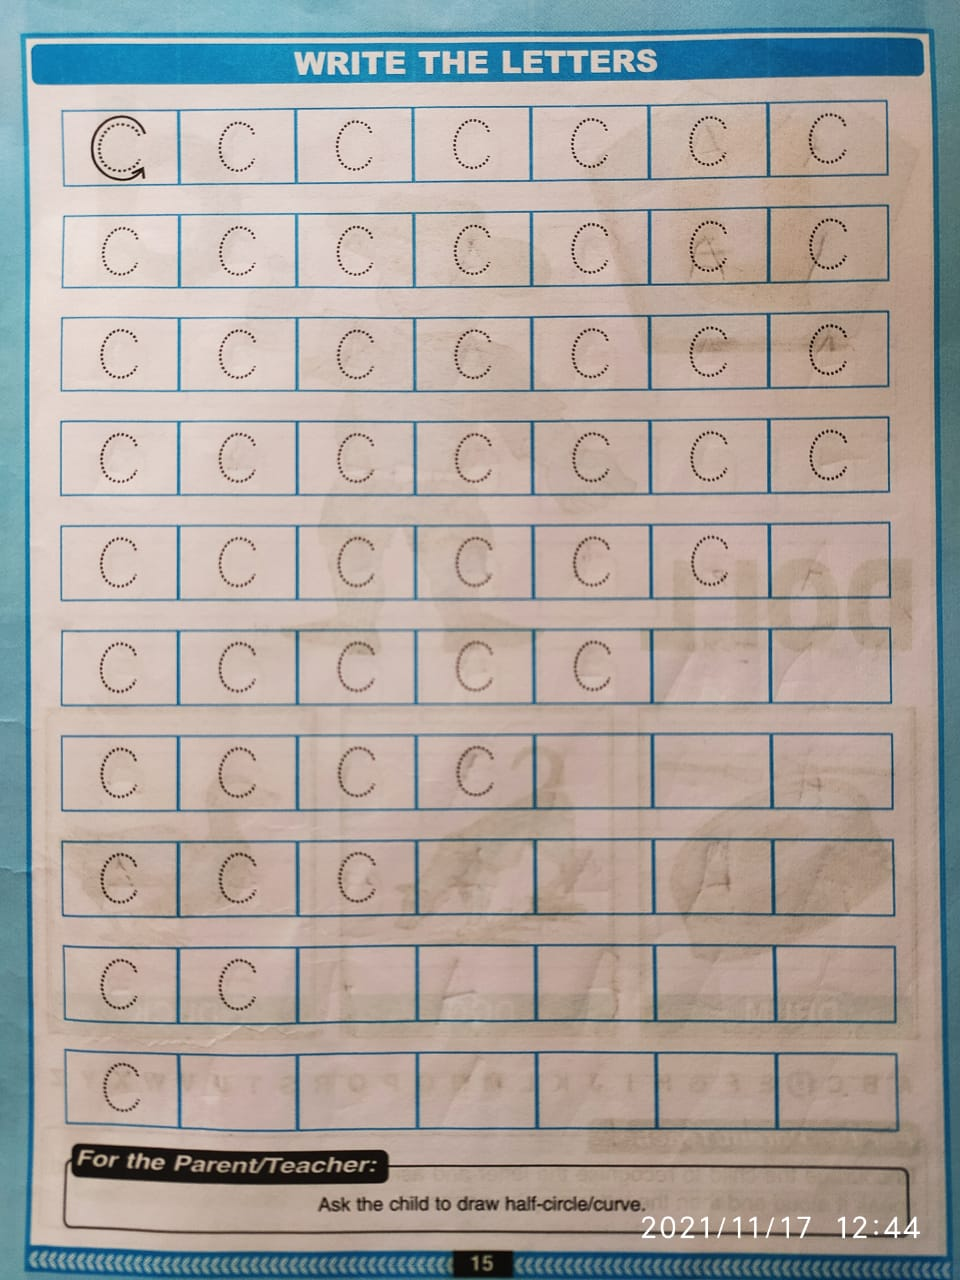 WRITE THE LETTERS
C C C C C C C
C C C C C C C
C C C C C C C
C C C C C C C
C C C C C C
C C C C C
C C C C
C C C
C C
C
For the Parent/Teacher:
Ask the child to draw half-circle/curve.
2021/11/17 12:44
15